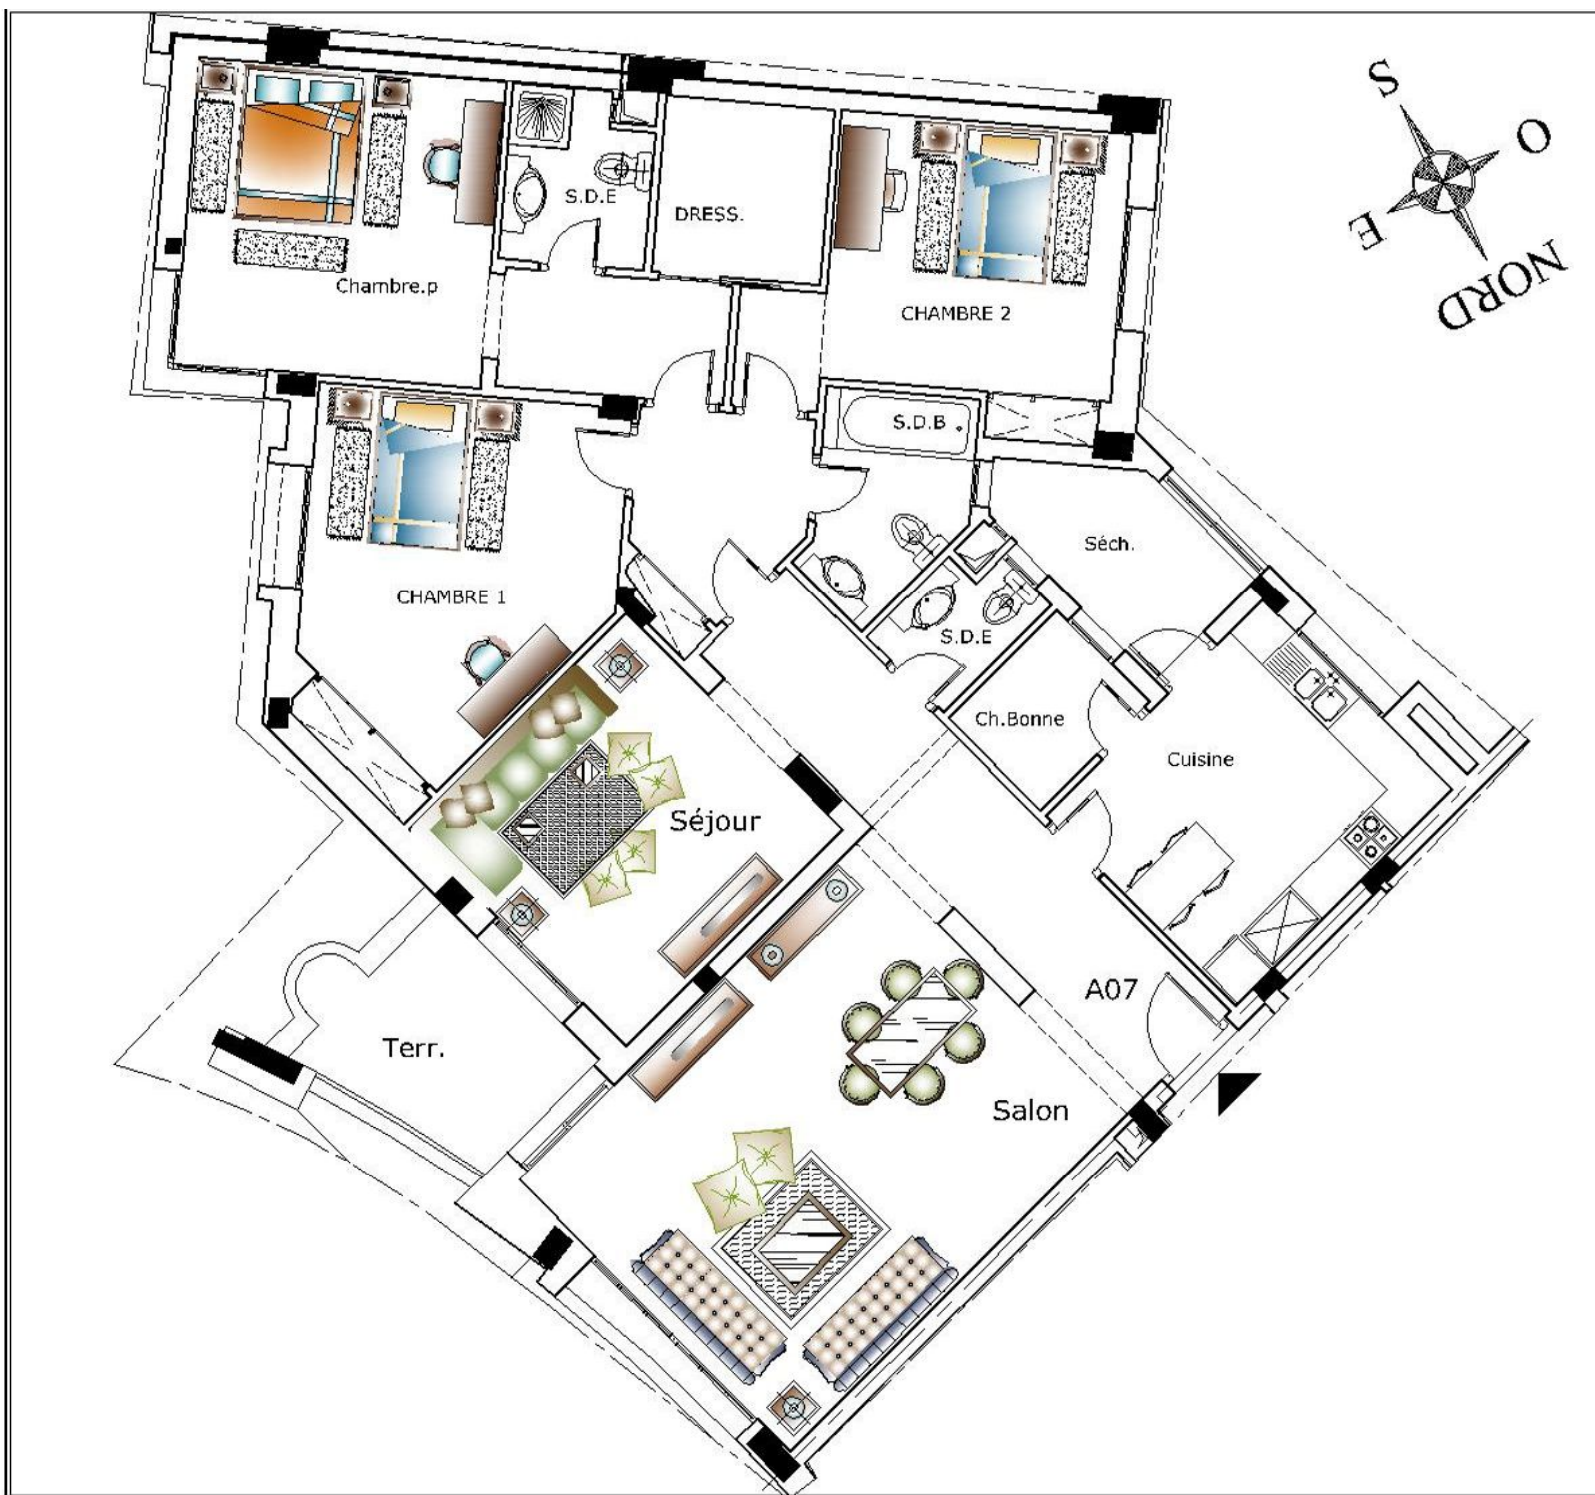 S
O
E
NORD
S.D.E
DRESS.
Chambre.p
CHAMBRE 2
S.D.B
Séch.
CHAMBRE 1
S.D.E
Ch.Bonne
Cuisine
Séjour
A07
Terr.
Salon